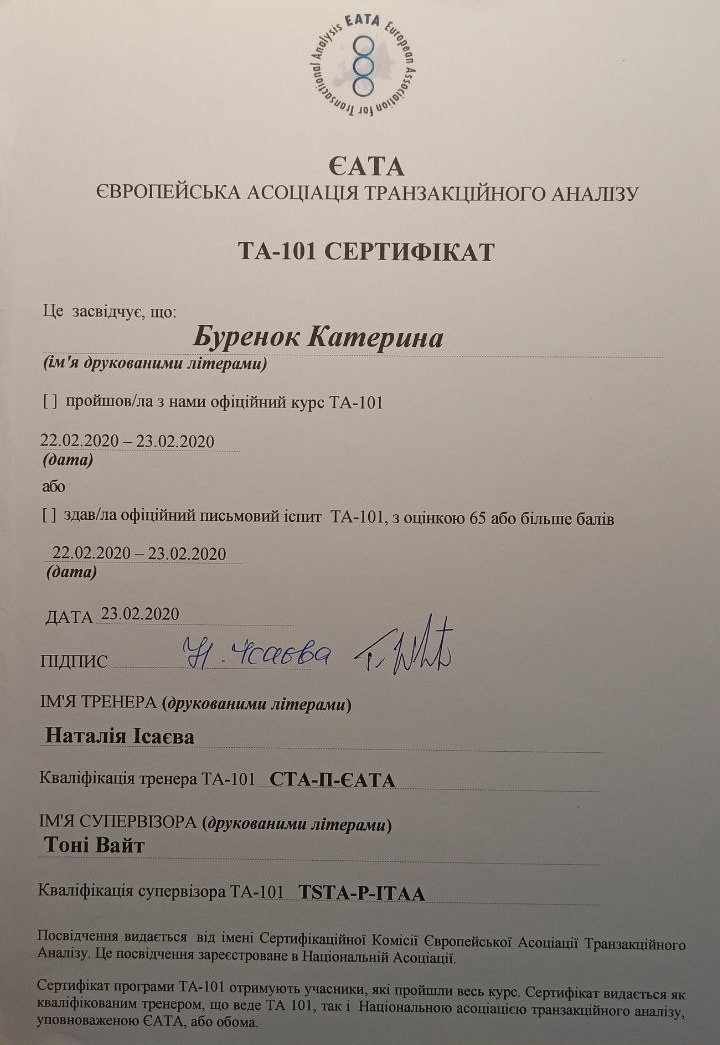 EATA European Association for Transactional Analysis
ЄАТА
ЄВРОПЕЙСЬКА АСОЦІАЦІЯ ТРАНЗАКЦІЙНОГО АНАЛІЗУ
ТА-101 СЕРТИФІКАТ
Це засвідчує, що:
Буренок Катерина
(ім'я друкованими літерами)
[ ] пройшов/ла з нами офіційний курс ТА-101
22.02.2020 – 23.02.2020
(дата)
або
[ ] здав/ла офіційний письмовий іспит ТА-101, з оцінкою 65 або більше балів
22.02.2020 – 23.02.2020
(дата)
ДАТА 23.02.2020
ПІДПИС Н. Ісаєва
ІМ'Я ТРЕНЕРА (друкованими літерами)
Наталія Ісаєва
Кваліфікація тренера ТА-101 СТА-П-ЄАТА
ІМ'Я СУПЕРВІЗОРА (друкованими літерами)
Тоні Вайт
Кваліфікація супервізора ТА-101 TSTA-P-ITAA
Посвідчення видається від імені Сертифікаційної Комісії Європейської Асоціації Транзакційного
Аналізу. Це посвідчення зареєстроване в Національній Асоціації.
Сертифікат програми ТА-101 отримують учасники, які пройшли весь курс. Сертифікат видається як
кваліфікованим тренером, що веде ТА 101, так і Національною асоціацією транзакційного аналізу,
уповноваженою ЄАТА, або обома.